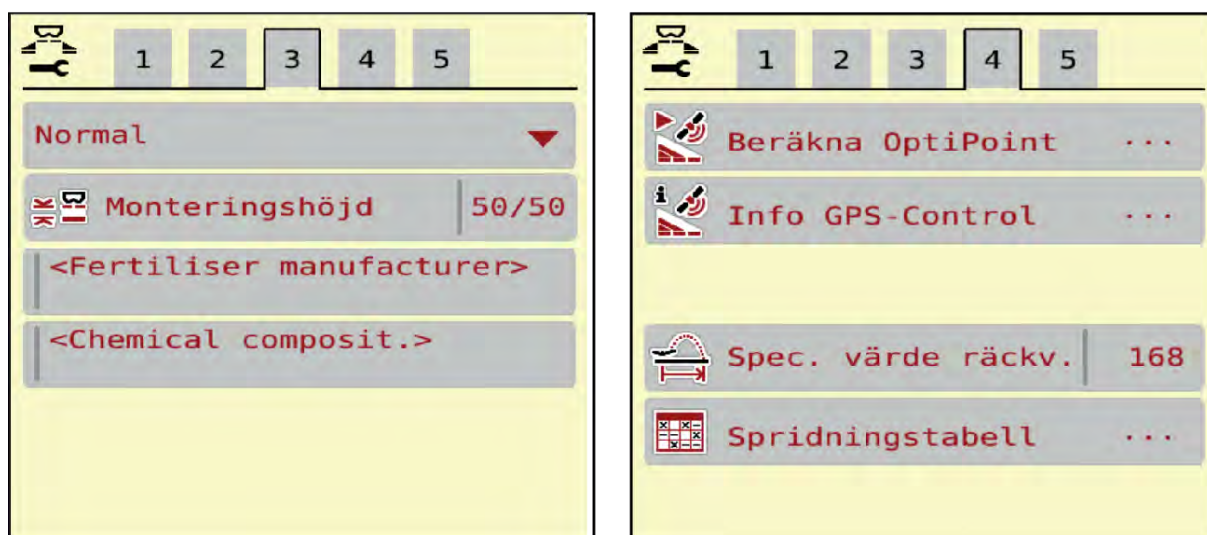 1 2 3 4 5
Normal
Monteringshöjd 50/50
<Fertiliser manufacturer>
<Chemical composit.>
1 2 3 4 5
Beräkna OptiPoint ...
Info GPS-Control ...
Spec. värde räckv. 168
Spridningstabell ...